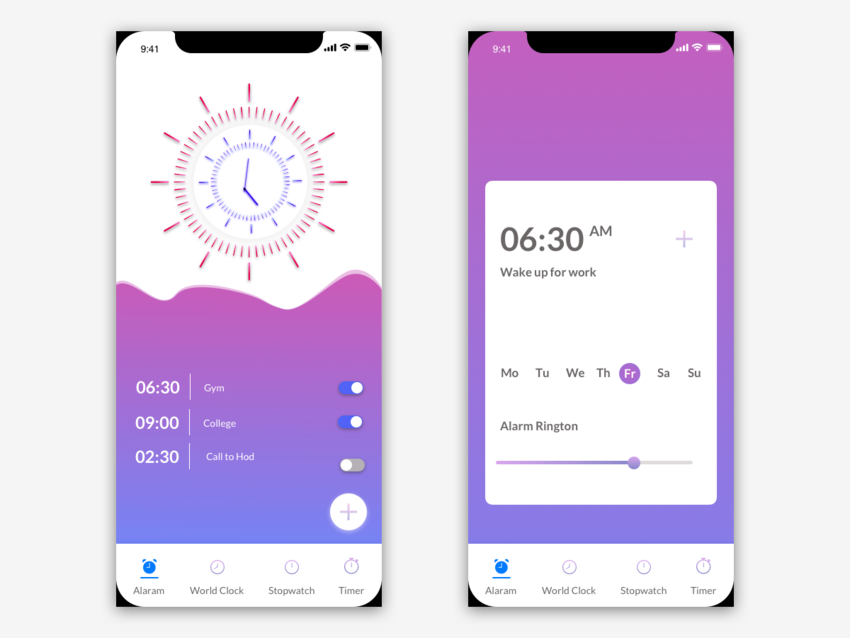 9:41
06:30 Gym
09:00 College
02:30 Call to Hod
Alaram World Clock Stopwatch Timer
9:41
06:30 AM
Wake up for work
Mo Tu We Th Fr Sa Su
Alarm Rington
Alaram World Clock Stopwatch Timer